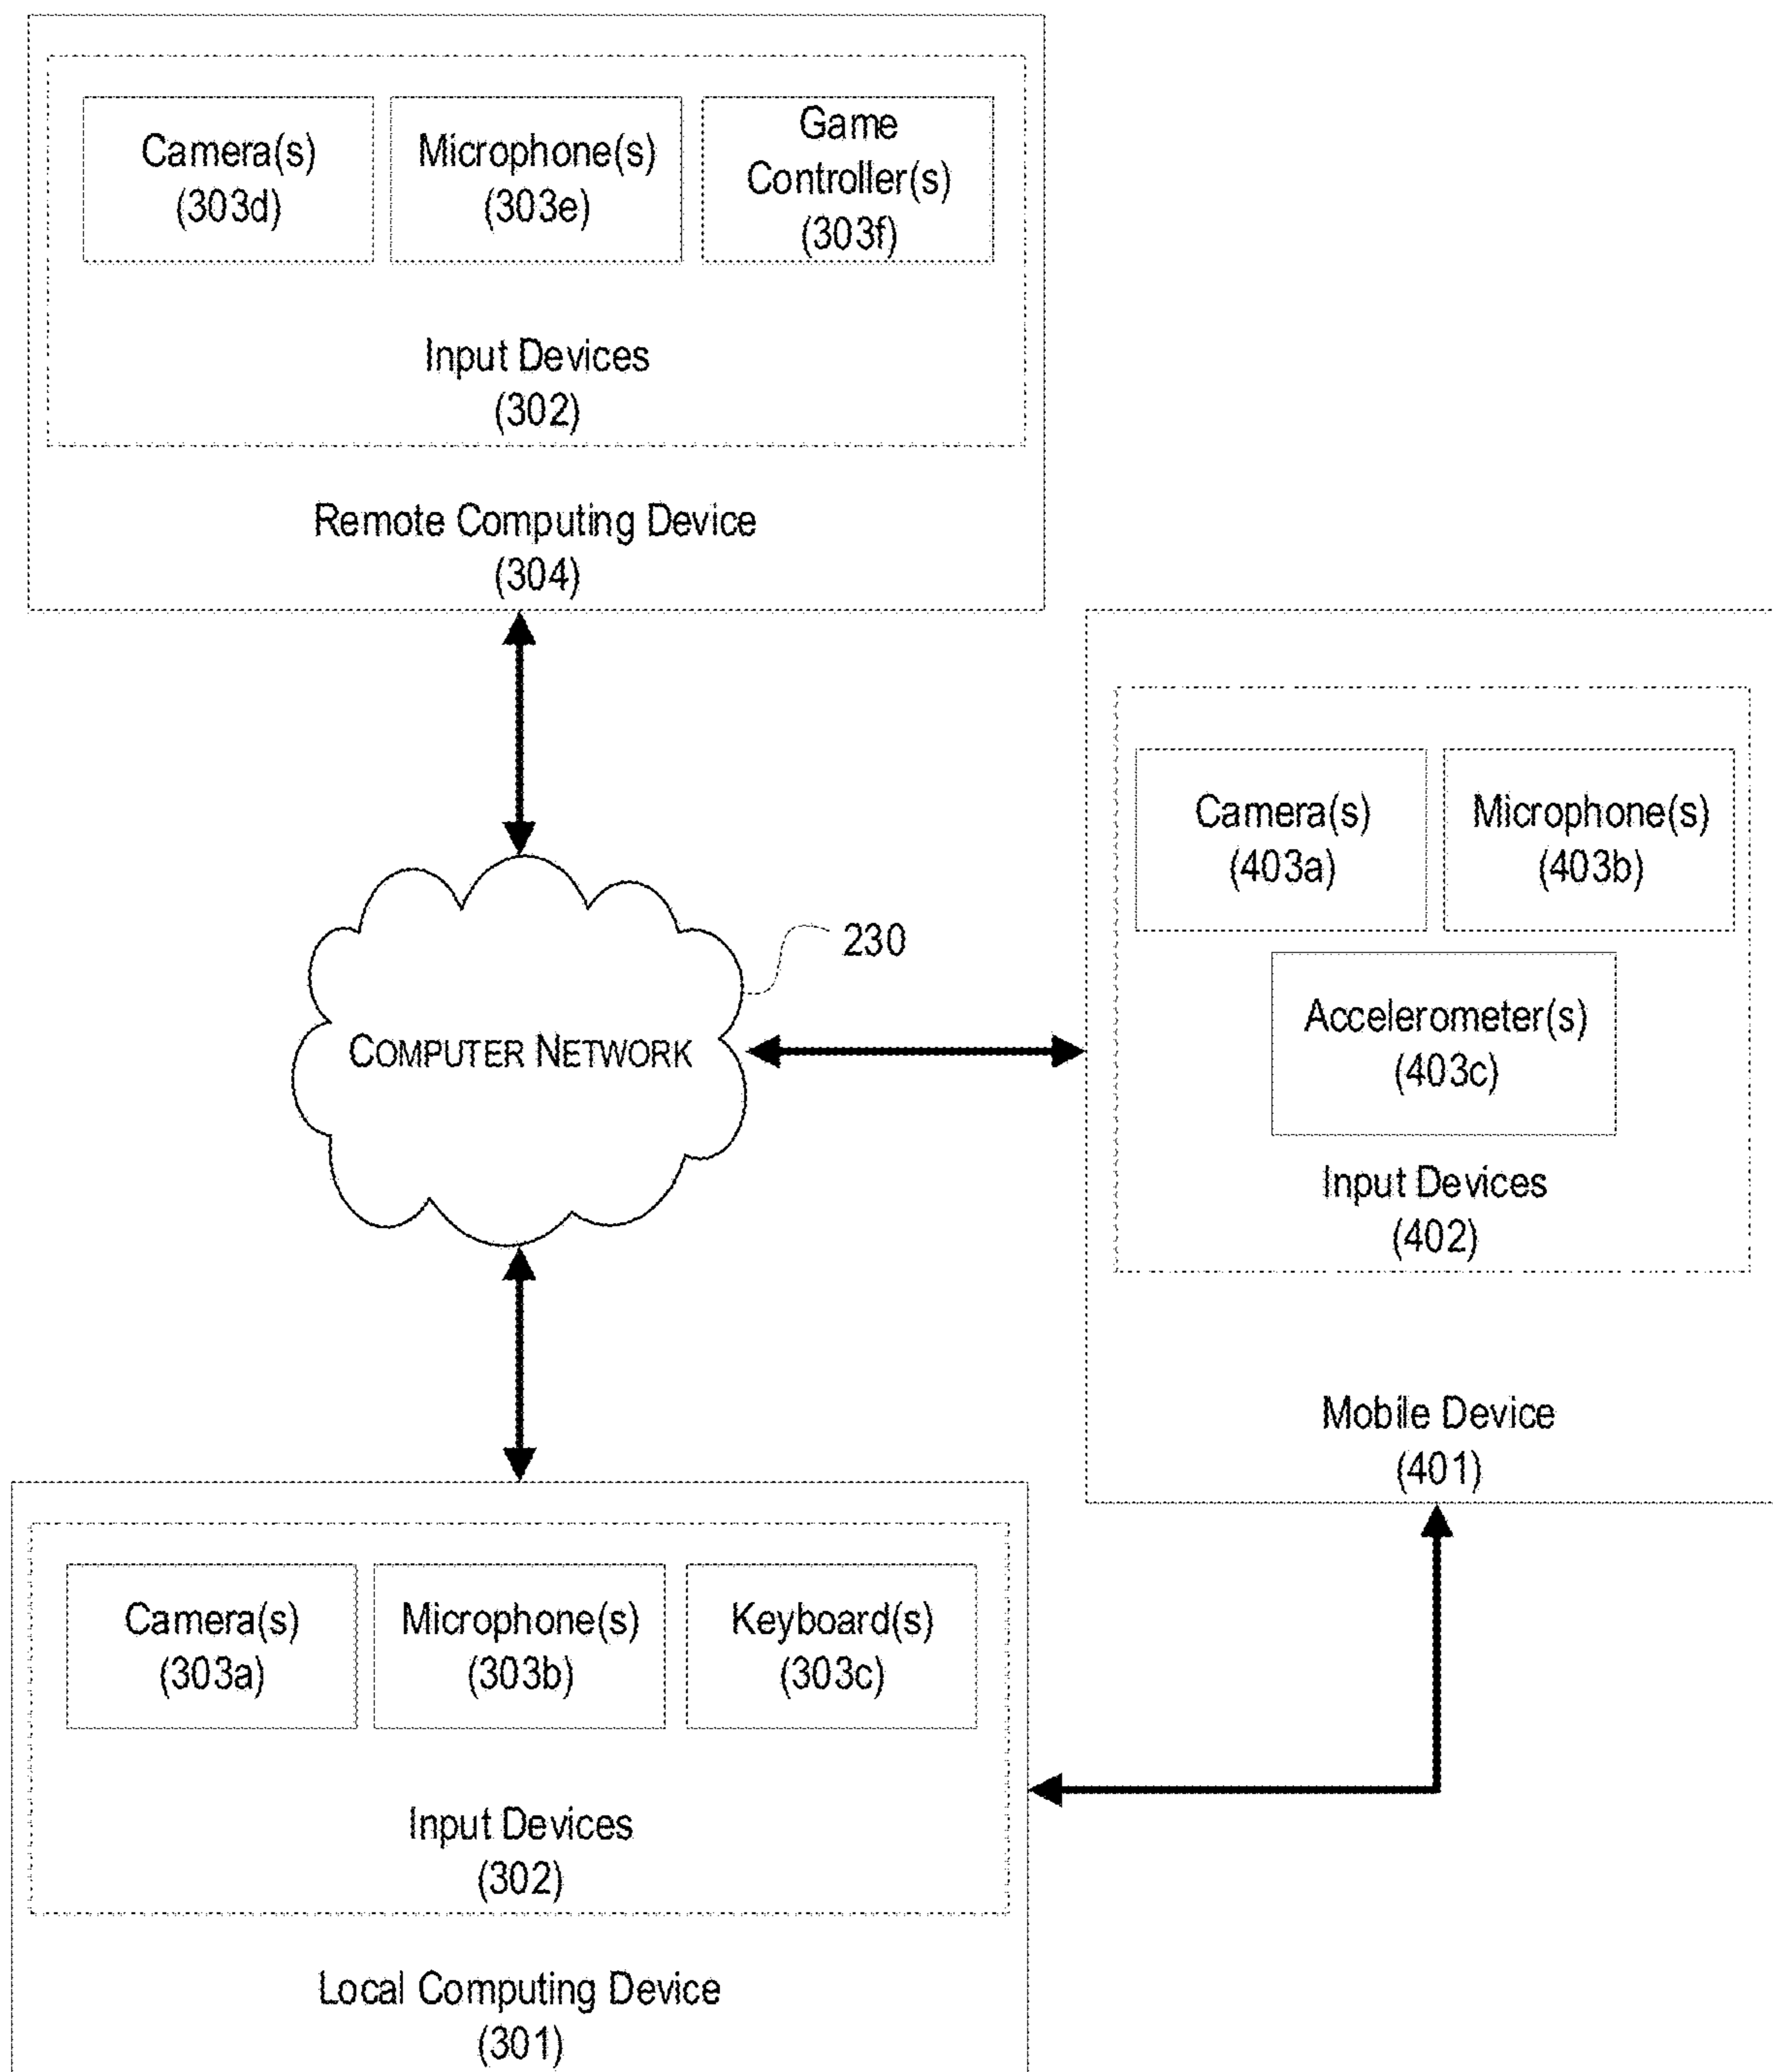 Camera(s)
(303d)
Microphone(s)
(303e)
Game
Controller(s)
(303f)
Input Devices
(302)
Remote Computing Device
(304)
230
COMPUTER NETWORK
Camera(s)
(403a)
Microphone(s)
(403b)
Accelerometer(s)
(403c)
Input Devices
(402)
Mobile Device
(401)
Camera(s)
(303a)
Microphone(s)
(303b)
Keyboard(s)
(303c)
Input Devices
(302)
Local Computing Device
(301)